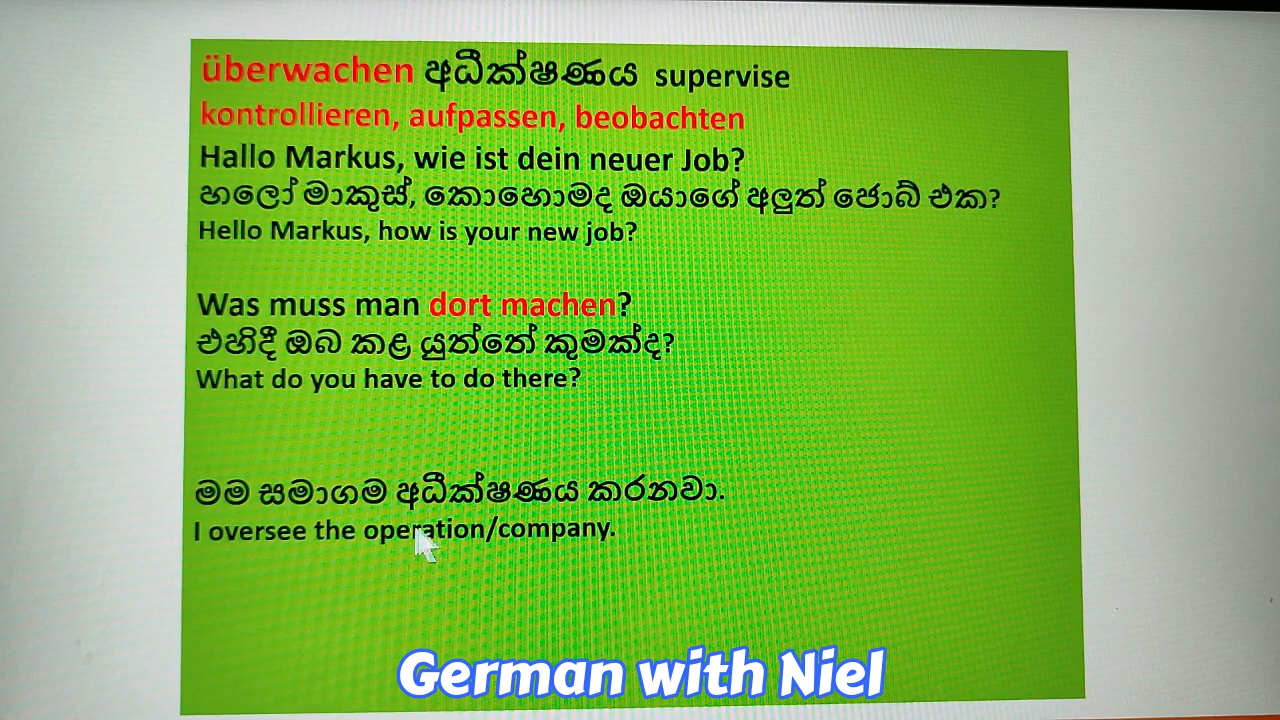 überwachen අධීක්ෂණය supervise
kontrollieren, aufpassen, beobachten
Hallo Markus, wie ist dein neuer Job?
හලෝ මාකුස්, කොහොමද ඔයාගේ අලුත් ජොබ් එක?
Hello Markus, how is your new job?
Was muss man dort machen?
එහිදී ඔබ කළ යුත්තේ කුමක්ද?
What do you have to do there?
මම සමාගම අධීක්ෂණය කරනවා.
I oversee the operation/company.
German with Niel